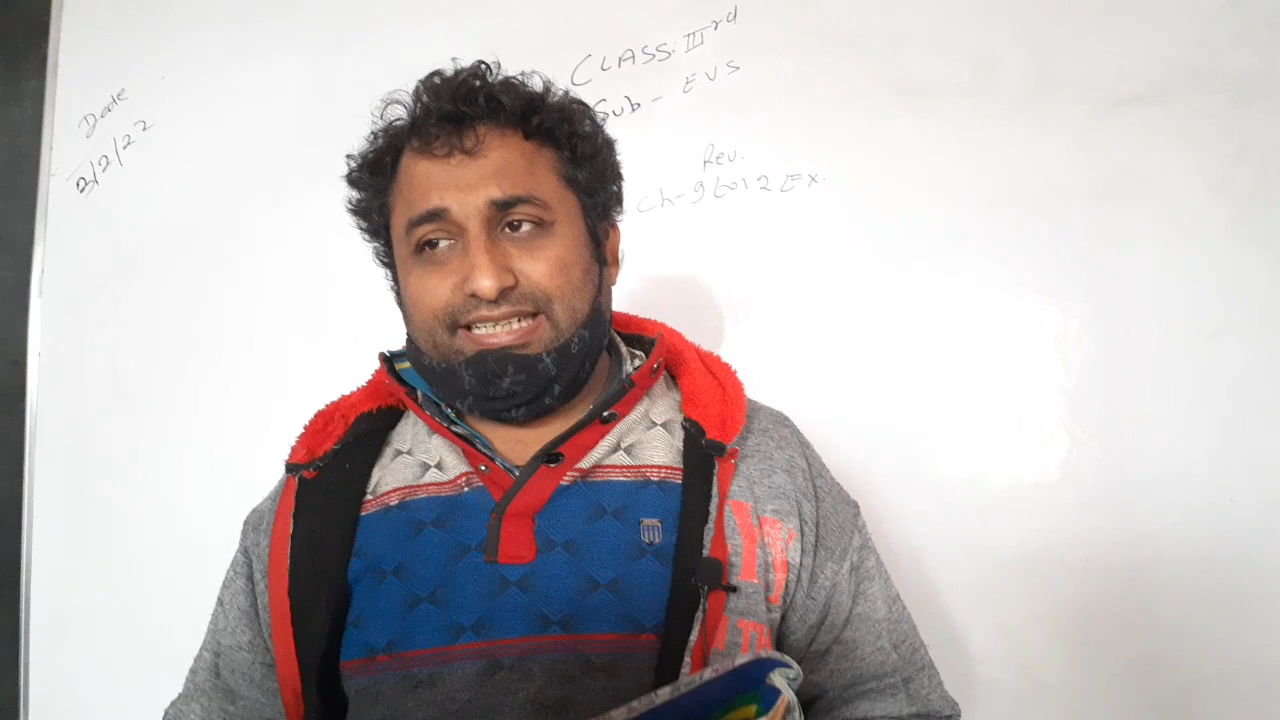 Date
2/2/22
CLASS: IIIrd
Sub - EVS
Rev.
Ch-9 to 12 Ex.